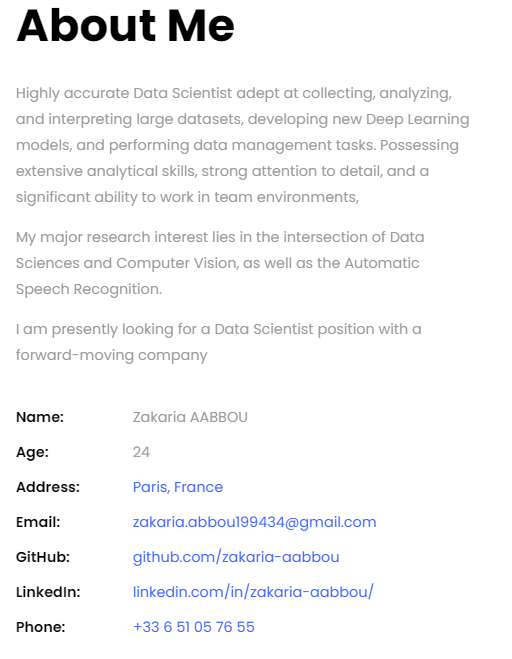 About Me
Highly accurate Data Scientist adept at collecting, analyzing,
and interpreting large datasets, developing new Deep Learning
models, and performing data management tasks. Possessing
extensive analytical skills, strong attention to detail, and a
significant ability to work in team environments,
My major research interest lies in the intersection of Data
Sciences and Computer Vision, as well as the Automatic
Speech Recognition.
I am presently looking for a Data Scientist position with a
forward-moving company
Name: Zakaria AABBOU
Age: 24
Address: Paris, France
Email: zakaria.abbou199434@gmail.com
GitHub: github.com/zakaria-aabbou
LinkedIn: linkedin.com/in/zakaria-aabbou/
Phone: +33 6 51 05 76 55